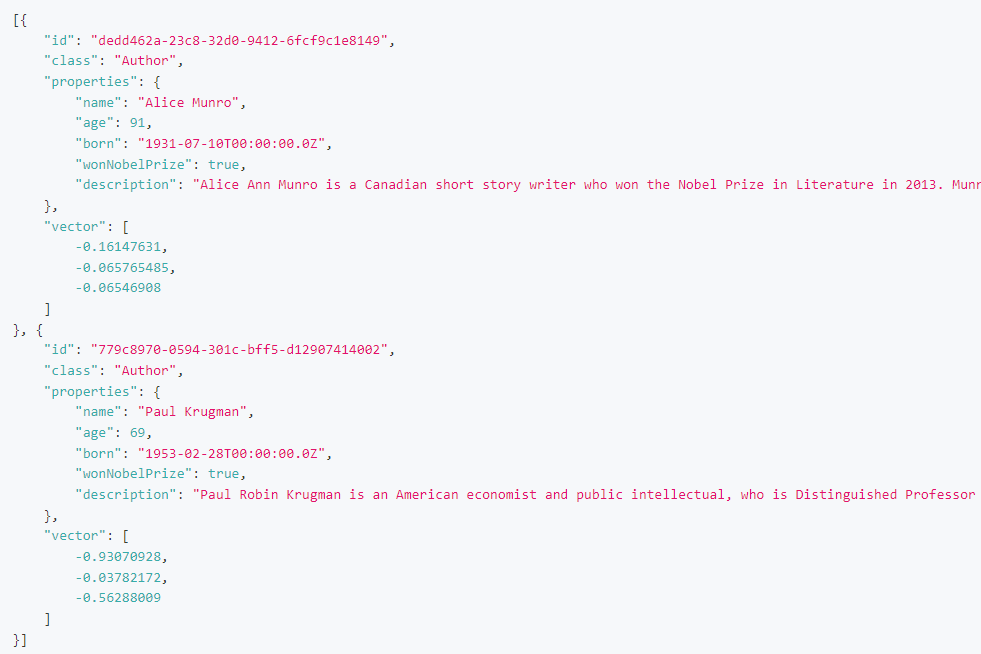 [{
    "id": "dedd462a-23c8-32d0-9412-6fcf9c1e8149",
    "class": "Author",
    "properties": {
        "name": "Alice Munro",
        "age": 91,
        "born": "1931-07-10T00:00:00.0Z",
        "wonNobelPrize": true,
        "description": "Alice Ann Munro is a Canadian short story writer who won the Nobel Prize in Literature in 2013. Munr
    },
    "vector": [
        -0.16147631,
        -0.065765485,
        -0.06546908
    ]
}, {
    "id": "779c8970-0594-301c-bff5-d12907414002",
    "class": "Author",
    "properties": {
        "name": "Paul Krugman",
        "age": 69,
        "born": "1953-02-28T00:00:00.0Z",
        "wonNobelPrize": true,
        "description": "Paul Robin Krugman is an American economist and public intellectual, who is Distinguished Professor
    },
    "vector": [
        -0.93070928,
        -0.03782172,
        -0.56288009
    ]
}]